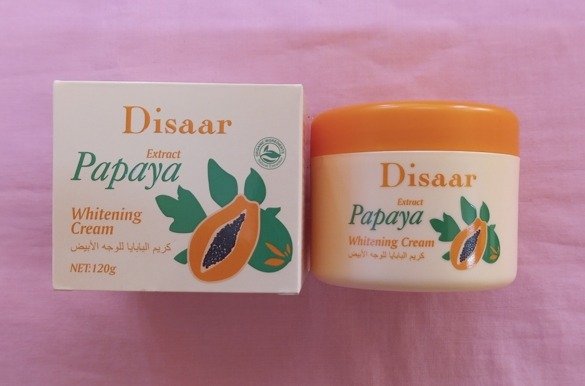 Disaar
Extract
Papaya
Whitening
Cream
كريم البابايا للوجه الأبيض
NET:120g
Disaar
Extract
Papaya
Whitening Cream
كريم البابايا للوجه الأبيض